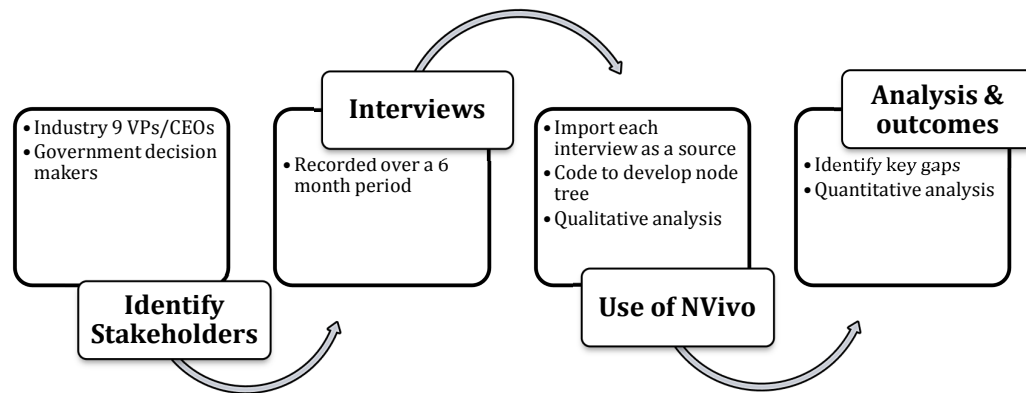 • Industry 9 VPs/CEOs
• Government decision
makers
Identify
Stakeholders
Interviews
• Recorded over a 6
month period
• Import each
interview as a source
• Code to develop node
tree
• Qualitative analysis
Use of NVivo
Analysis &
outcomes
• Identify key gaps
• Quantitative analysis